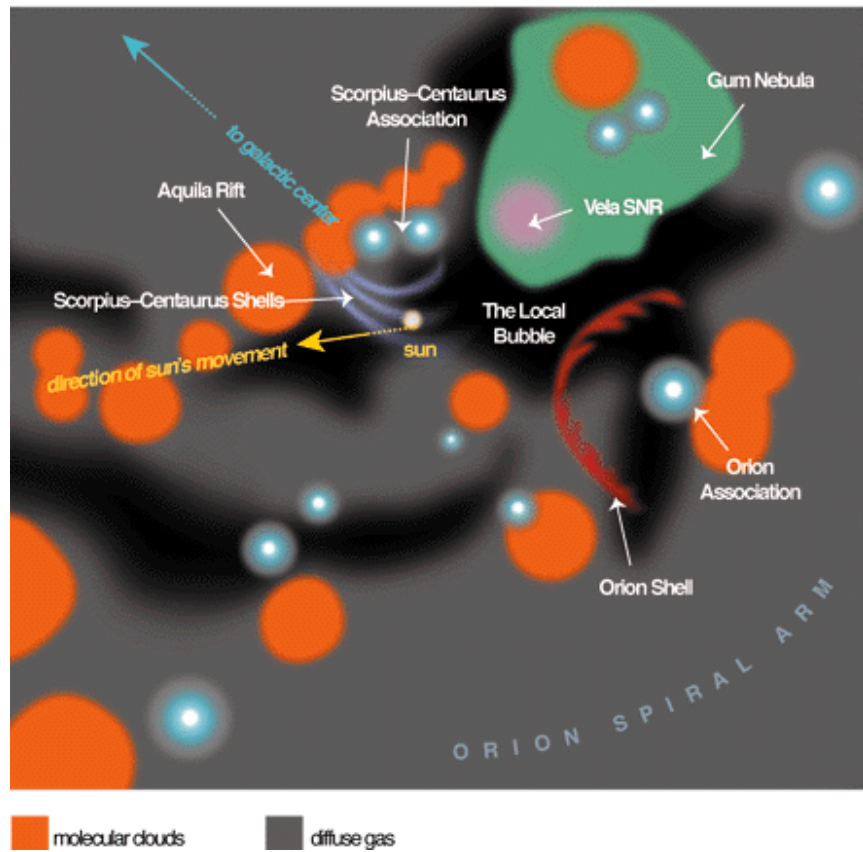 Scorpius–Centaurus
Association
Gum Nebula
to galactic center
Aquila Rift
Vela SNR
Scorpius–Centaurus Shells
The Local
Bubble
sun
direction of sun's movement
Orion
Association
Orion Shell
ORION SPIRAL ARM
molecular clouds
diffuse gas